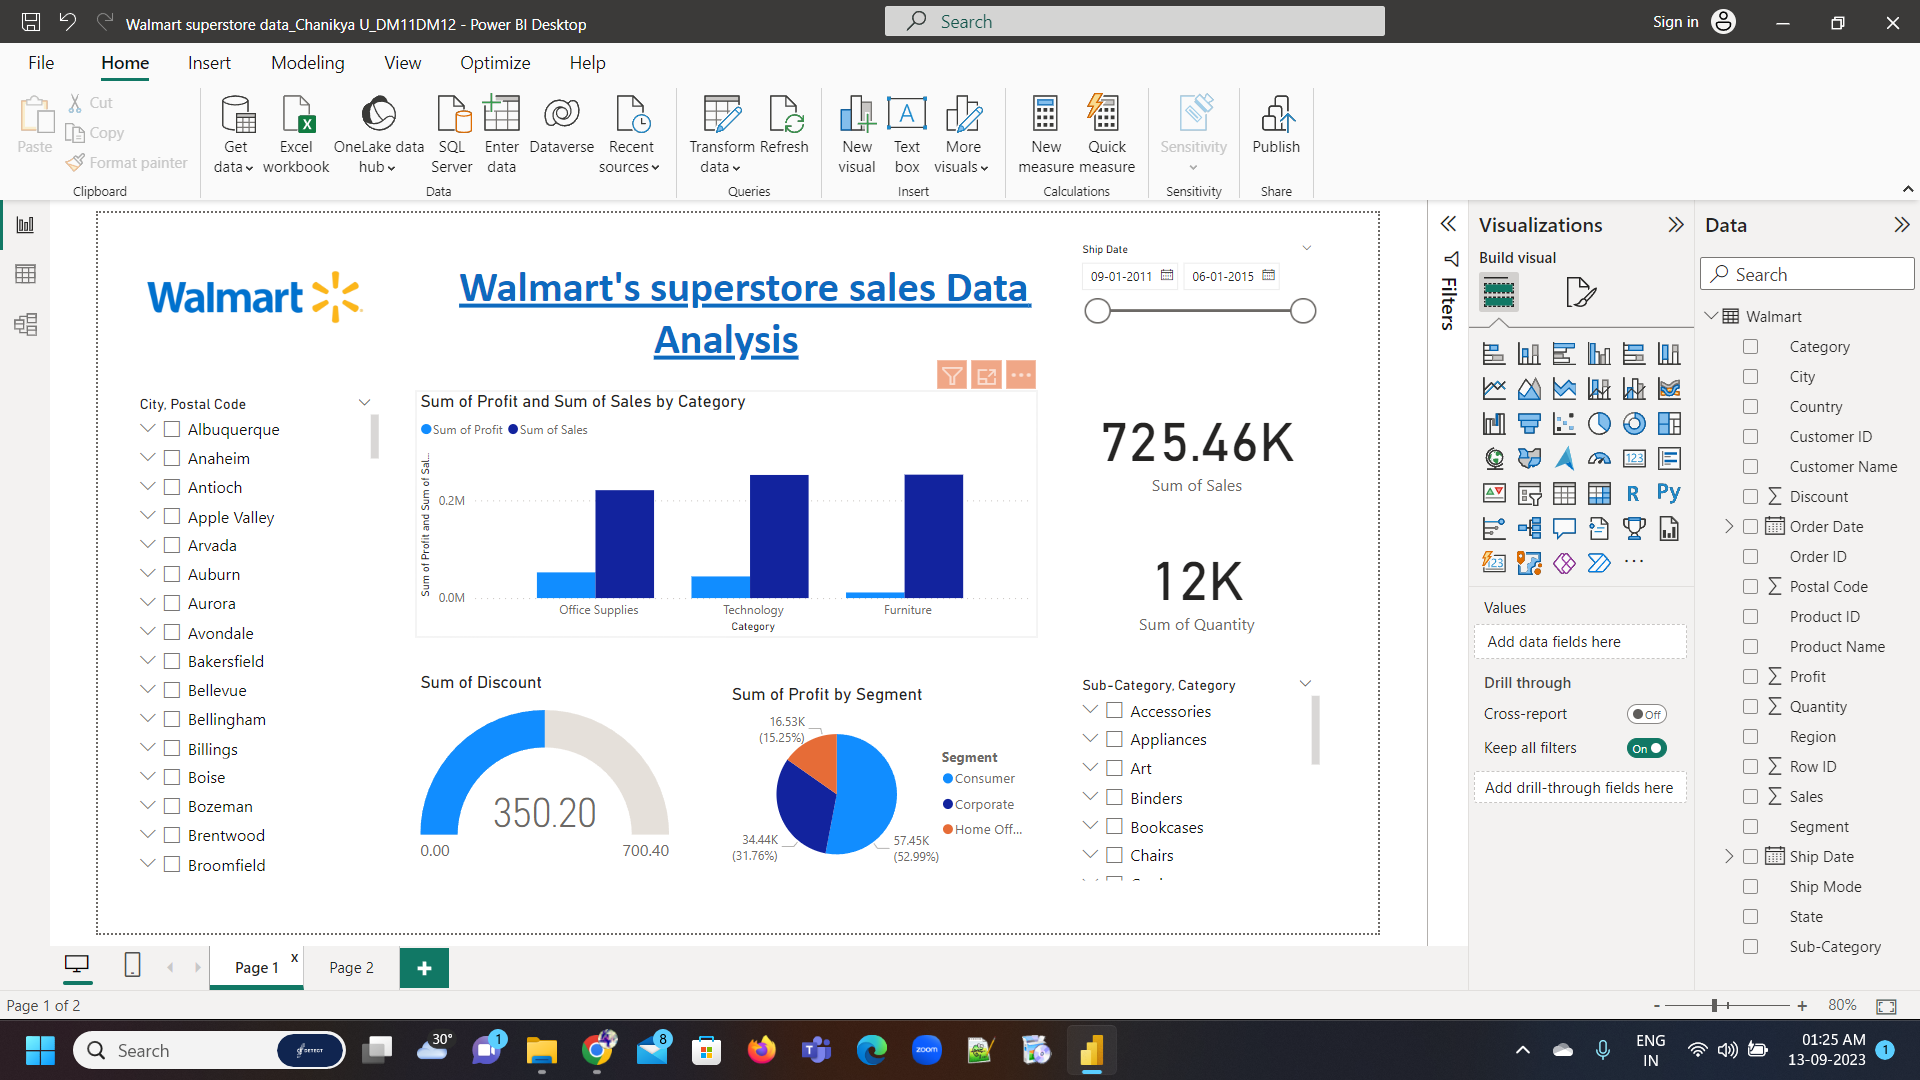 Walmart superstore data_Chanikya U_DM11DM12 - Power BI Desktop
Search
Sign in
File Home Insert Modeling View Optimize Help
Paste
Cut
Copy
Format painter
Clipboard
Get data
Excel workbook
OneLake data hub
SQL Server
Enter data
Dataverse
Recent sources
Data
Transform data
Refresh
Queries
New visual
A
Text box
More visuals
Insert
New measure
Quick measure
Calculations
Sensitivity
Sensitivity
Publish
Share
Walmart
Walmart's superstore sales Data
Analysis
Ship Date
09-01-2011
06-01-2015
City, Postal Code
Albuquerque
Anaheim
Antioch
Apple Valley
Arvada
Auburn
Aurora
Avondale
Bakersfield
Bellevue
Bellingham
Billings
Boise
Bozeman
Brentwood
Broomfield
Sum of Profit and Sum of Sales by Category
Sum of Profit Sum of Sales
Sum of Profit and Sum of Sal...
0.2M
0.0M
Office Supplies Technology Furniture
Category
725.46K
Sum of Sales
12K
Sum of Quantity
Sum of Discount
350.20
0.00 700.40
Sum of Profit by Segment
16.53K
(15.25%)
34.44K
(31.76%)
57.45K
(52.99%)
Segment
Consumer
Corporate
Home Off...
Sub-Category, Category
Accessories
Appliances
Art
Binders
Bookcases
Chairs
Filters
Visualizations
Build visual
123
R
Py
123
Values
Add data fields here
Drill through
Cross-report
Off
Keep all filters
On
Add drill-through fields here
Data
Search
Walmart
Category
City
Country
Customer ID
Customer Name
Discount
Order Date
Order ID
Postal Code
Product ID
Product Name
Profit
Quantity
Region
Row ID
Sales
Segment
Ship Date
Ship Mode
State
Sub-Category
Page 1 x
Page 2
+
Page 1 of 2
- + 80%
Search
30°
1
8
zoom
ENG
IN
01:25 AM
13-09-2023
1